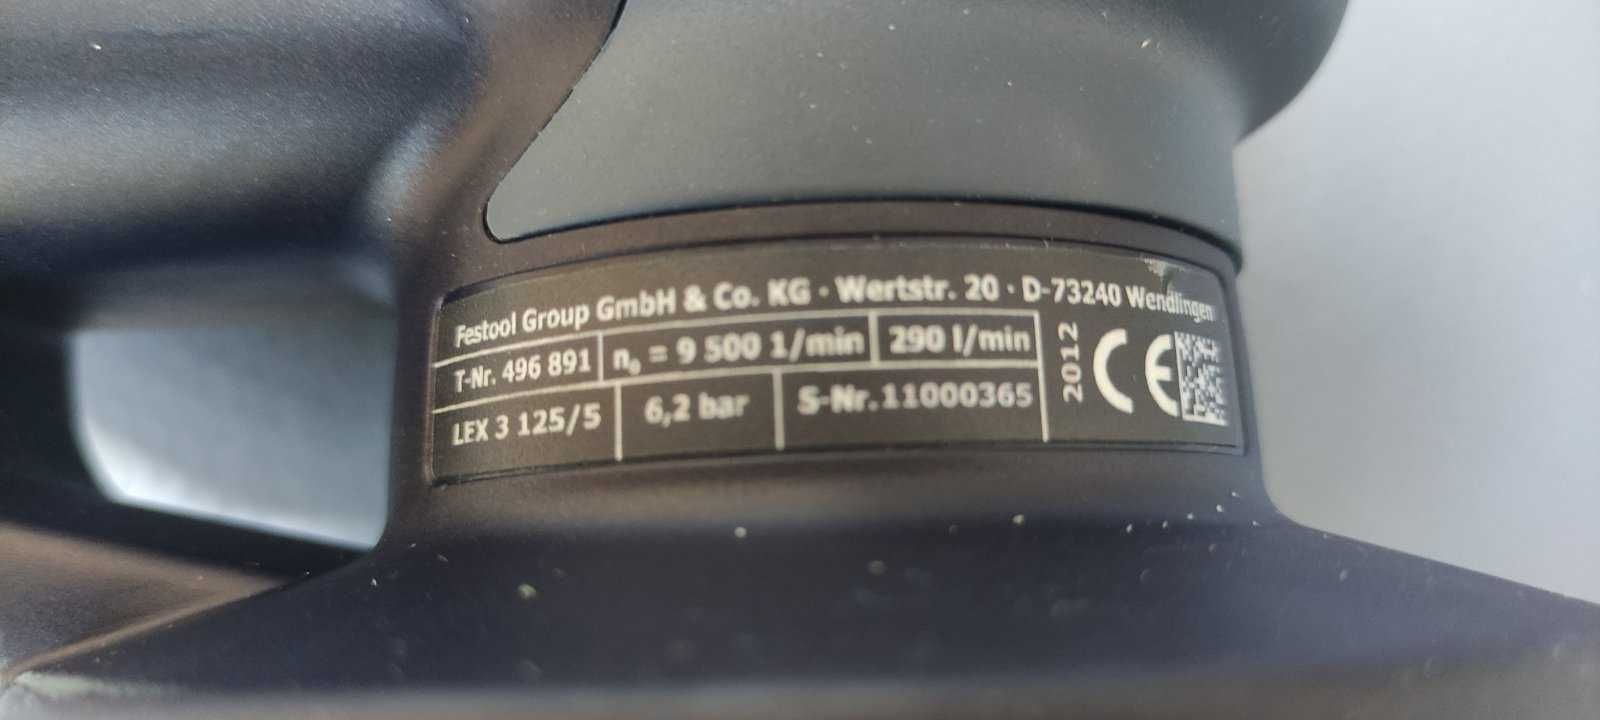 Festool Group GmbH & Co. KG · Wertstr. 20 · D-73240 Wendlingen
T-Nr. 496 891 n₀ = 9 500 1/min 290 l/min
LEX 3 125/5 6,2 bar S-Nr.11000365
2012 CE